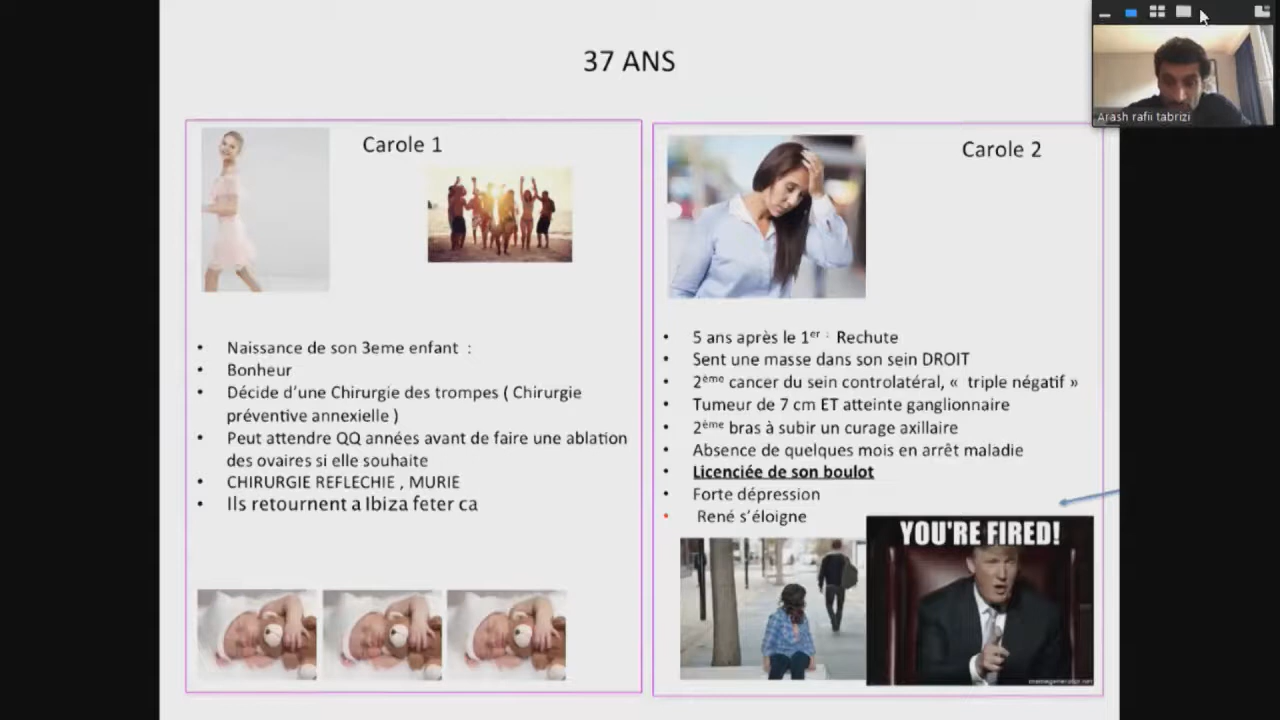 37 ANS
Arash rafii tabrizi
Carole 1
Naissance de son 3eme enfant :
Bonheur
Décide d'une Chirurgie des trompes ( Chirurgie
préventive annexielle )
Peut attendre QQ années avant de faire une ablation
des ovaires si elle souhaite
CHIRURGIE REFLECHIE , MURIE
Ils retournent a Ibiza feter ca
Carole 2
5 ans après le 1er : Rechute
Sent une masse dans son sein DROIT
2ème cancer du sein controlatéral, « triple négatif »
Tumeur de 7 cm ET atteinte ganglionnaire
2ème bras à subir un curage axillaire
Absence de quelques mois en arrêt maladie
Licenciée de son boulot
Forte dépression
René s'éloigne
YOU'RE FIRED!